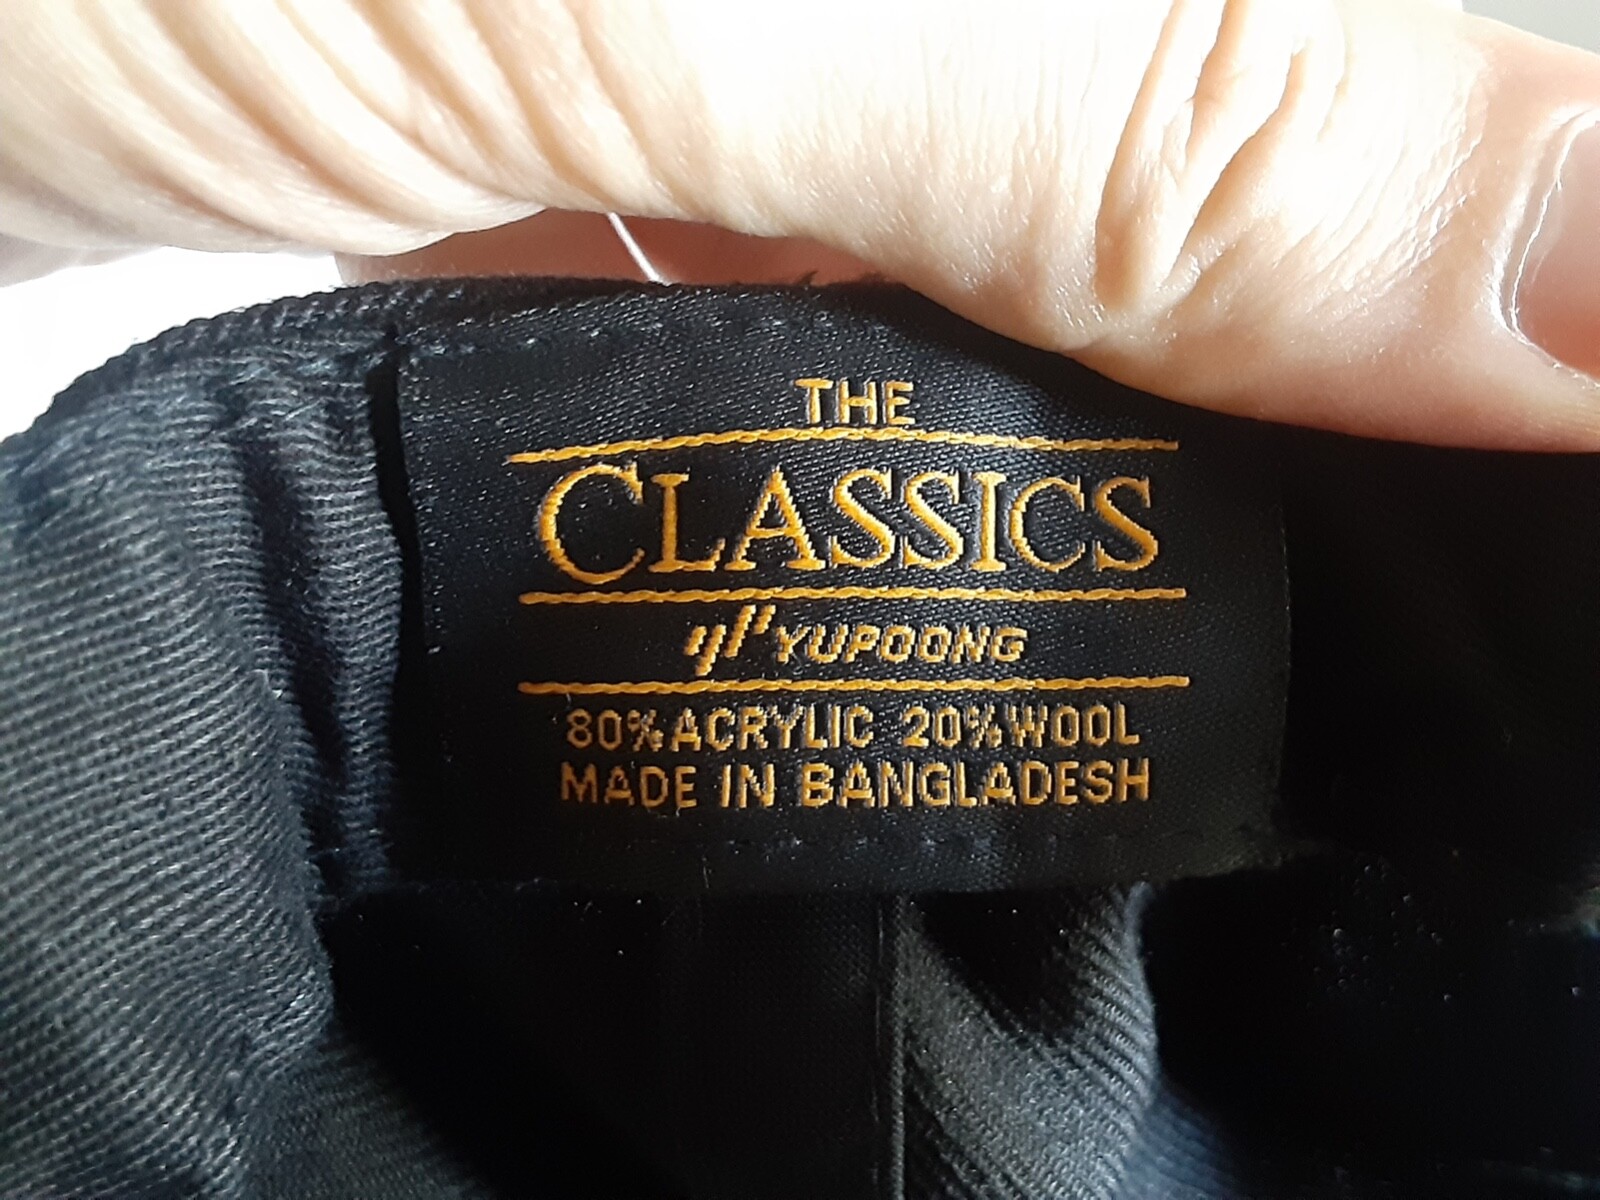 THE
CLASSICS
YUPOONG
80% ACRYLIC 20% WOOL
MADE IN BANGLADESH